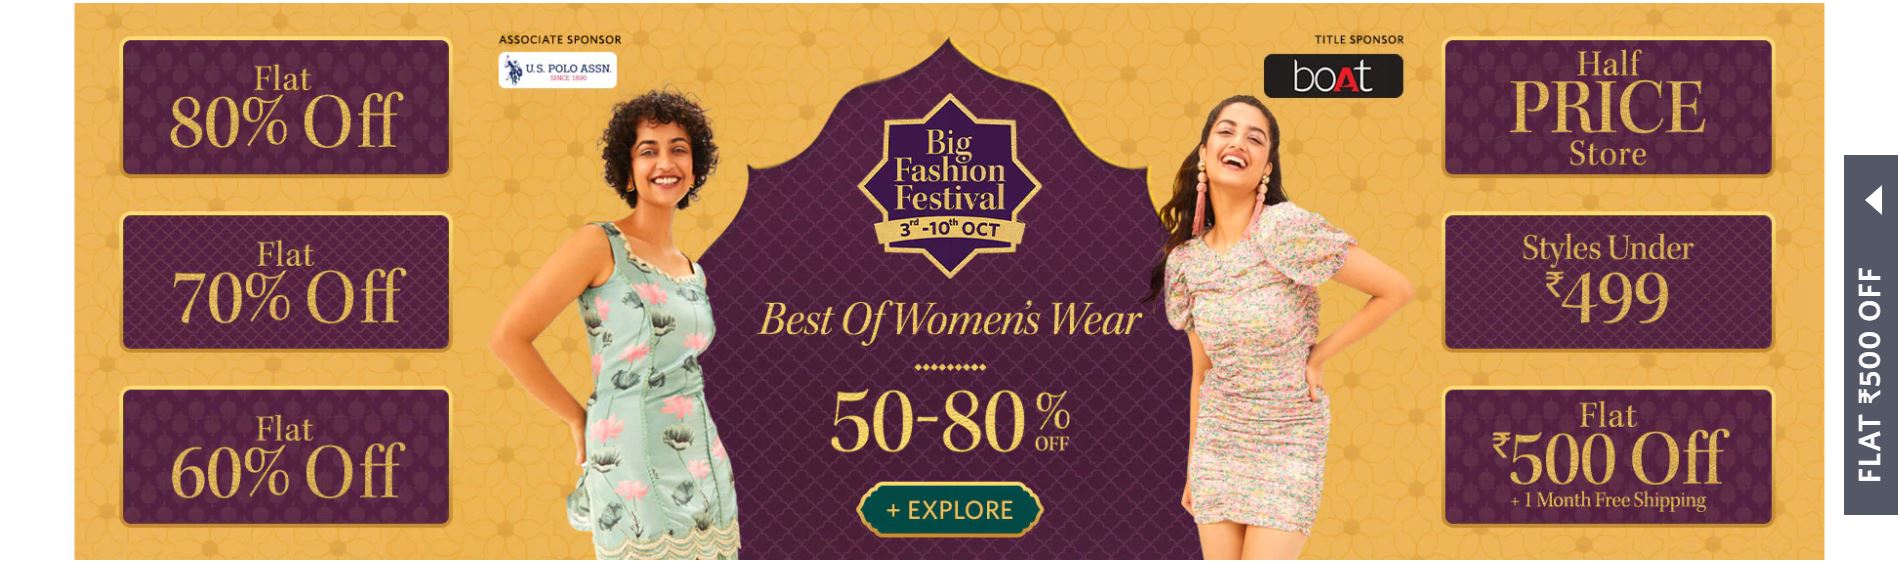 Flat
80% Off
Flat
70% Off
Flat
60% Off
ASSOCIATE SPONSOR
U.S. POLO ASSN.
SINCE 1890
TITLE SPONSOR
boAt
Big
Fashion
Festival
3rd -10th OCT
Best Of Women's Wear
50-80%
OFF
+ EXPLORE
Half
PRICE
Store
Styles Under
₹499
Flat
₹500 Off
+ 1 Month Free Shipping
FLAT ₹500 OFF